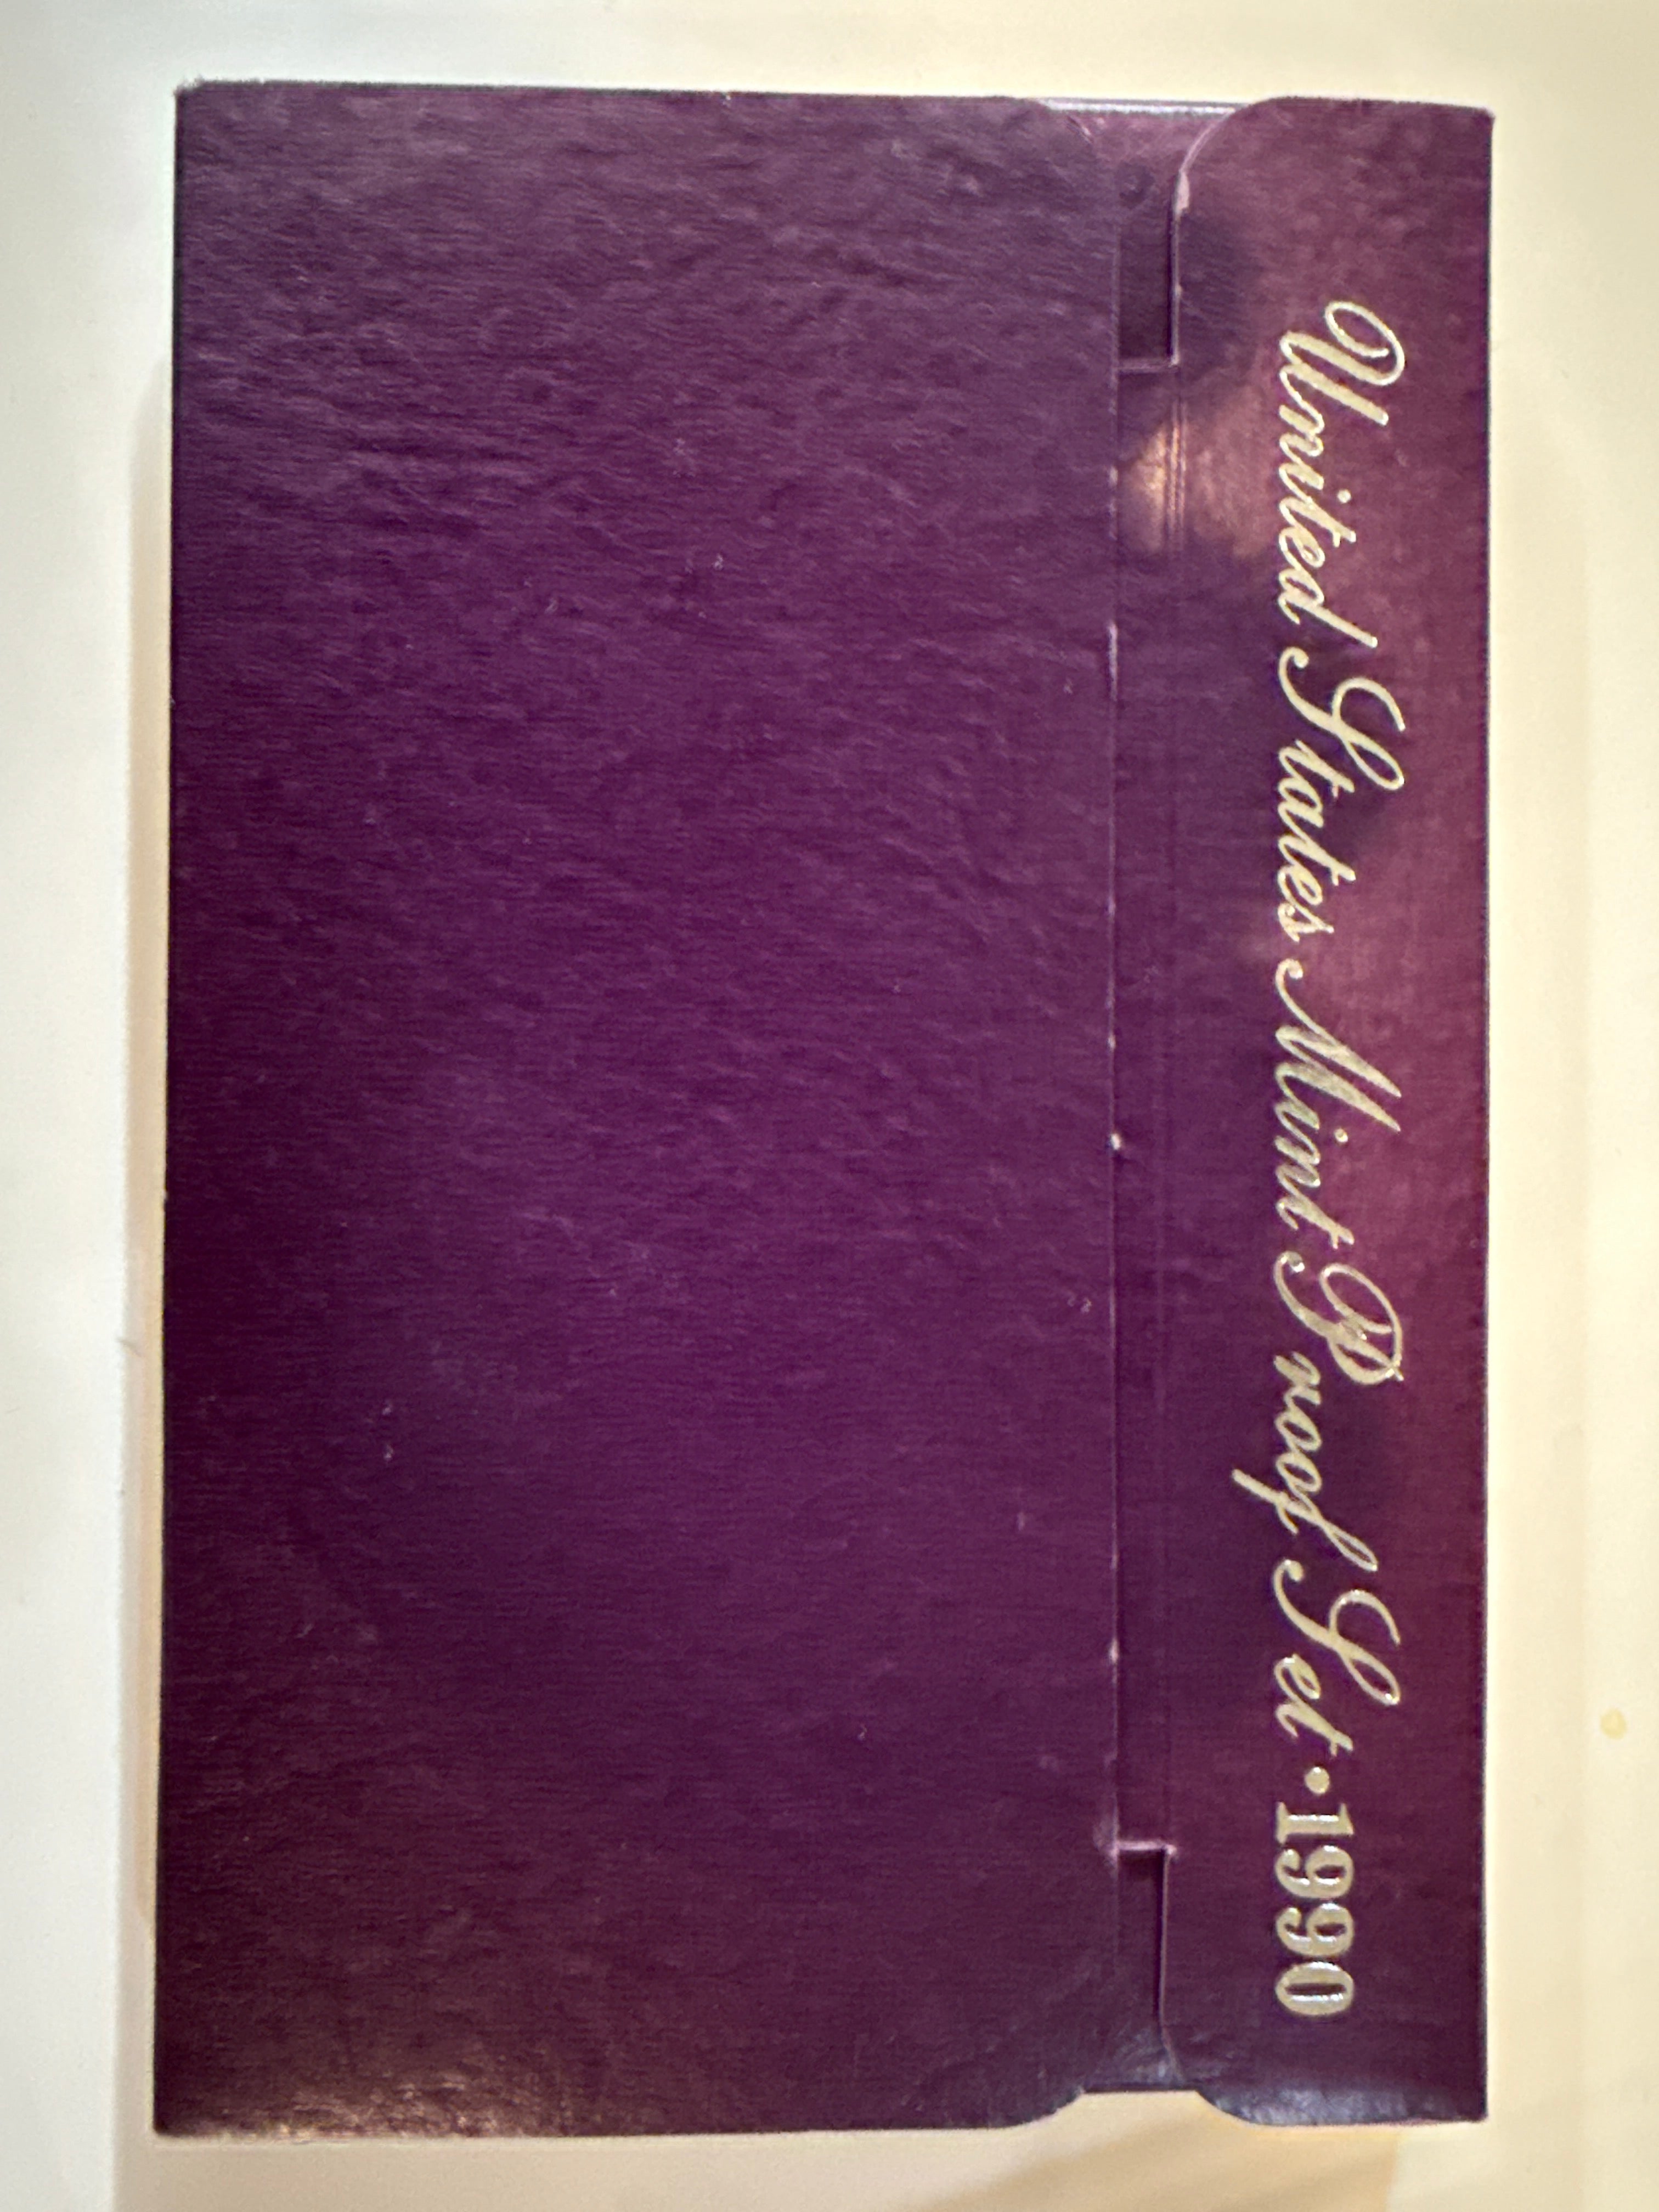 United States Mint Proof Set • 1990